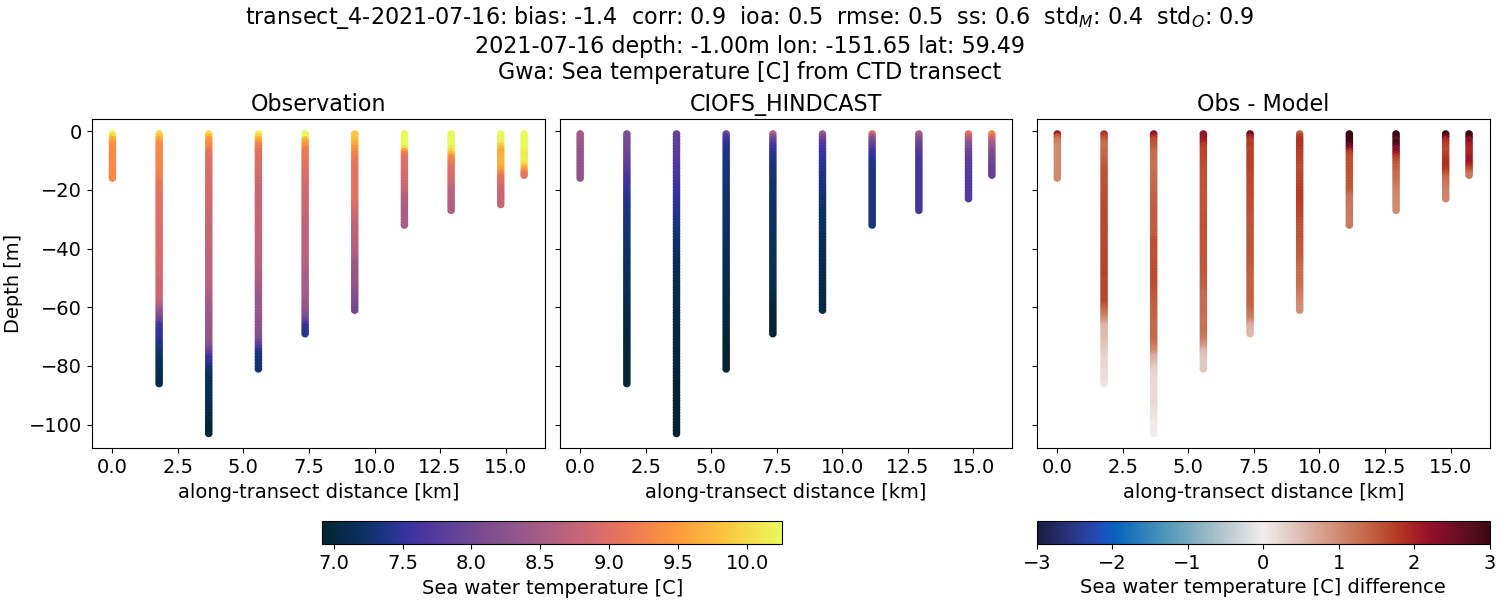 transect_4-2021-07-16: bias: -1.4 corr: 0.9 ioa: 0.5 rmse: 0.5 ss: 0.6 std_M: 0.4 std_O: 0.9
2021-07-16 depth: -1.00m lon: -151.65 lat: 59.49
Gwa: Sea temperature [C] from CTD transect
Observation
CIOFS_HINDCAST
Obs - Model
Depth [m]
0
−20
−40
−60
−80
−100
0.0 2.5 5.0 7.5 10.0 12.5 15.0
0.0 2.5 5.0 7.5 10.0 12.5 15.0
0.0 2.5 5.0 7.5 10.0 12.5 15.0
along-transect distance [km]
along-transect distance [km]
along-transect distance [km]
7.0 7.5 8.0 8.5 9.0 9.5 10.0
Sea water temperature [C]
−3 −2 −1 0 1 2 3
Sea water temperature [C] difference